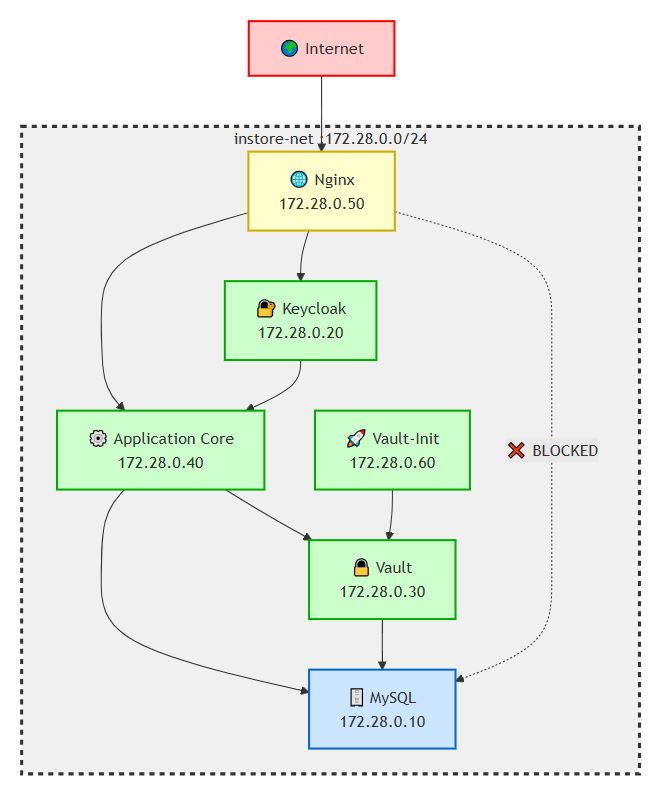 Internet
instore-net :172.28.0.0/24
Nginx
172.28.0.50
Keycloak
172.28.0.20
Application Core
172.28.0.40
Vault-Init
172.28.0.60
BLOCKED
Vault
172.28.0.30
MySQL
172.28.0.10